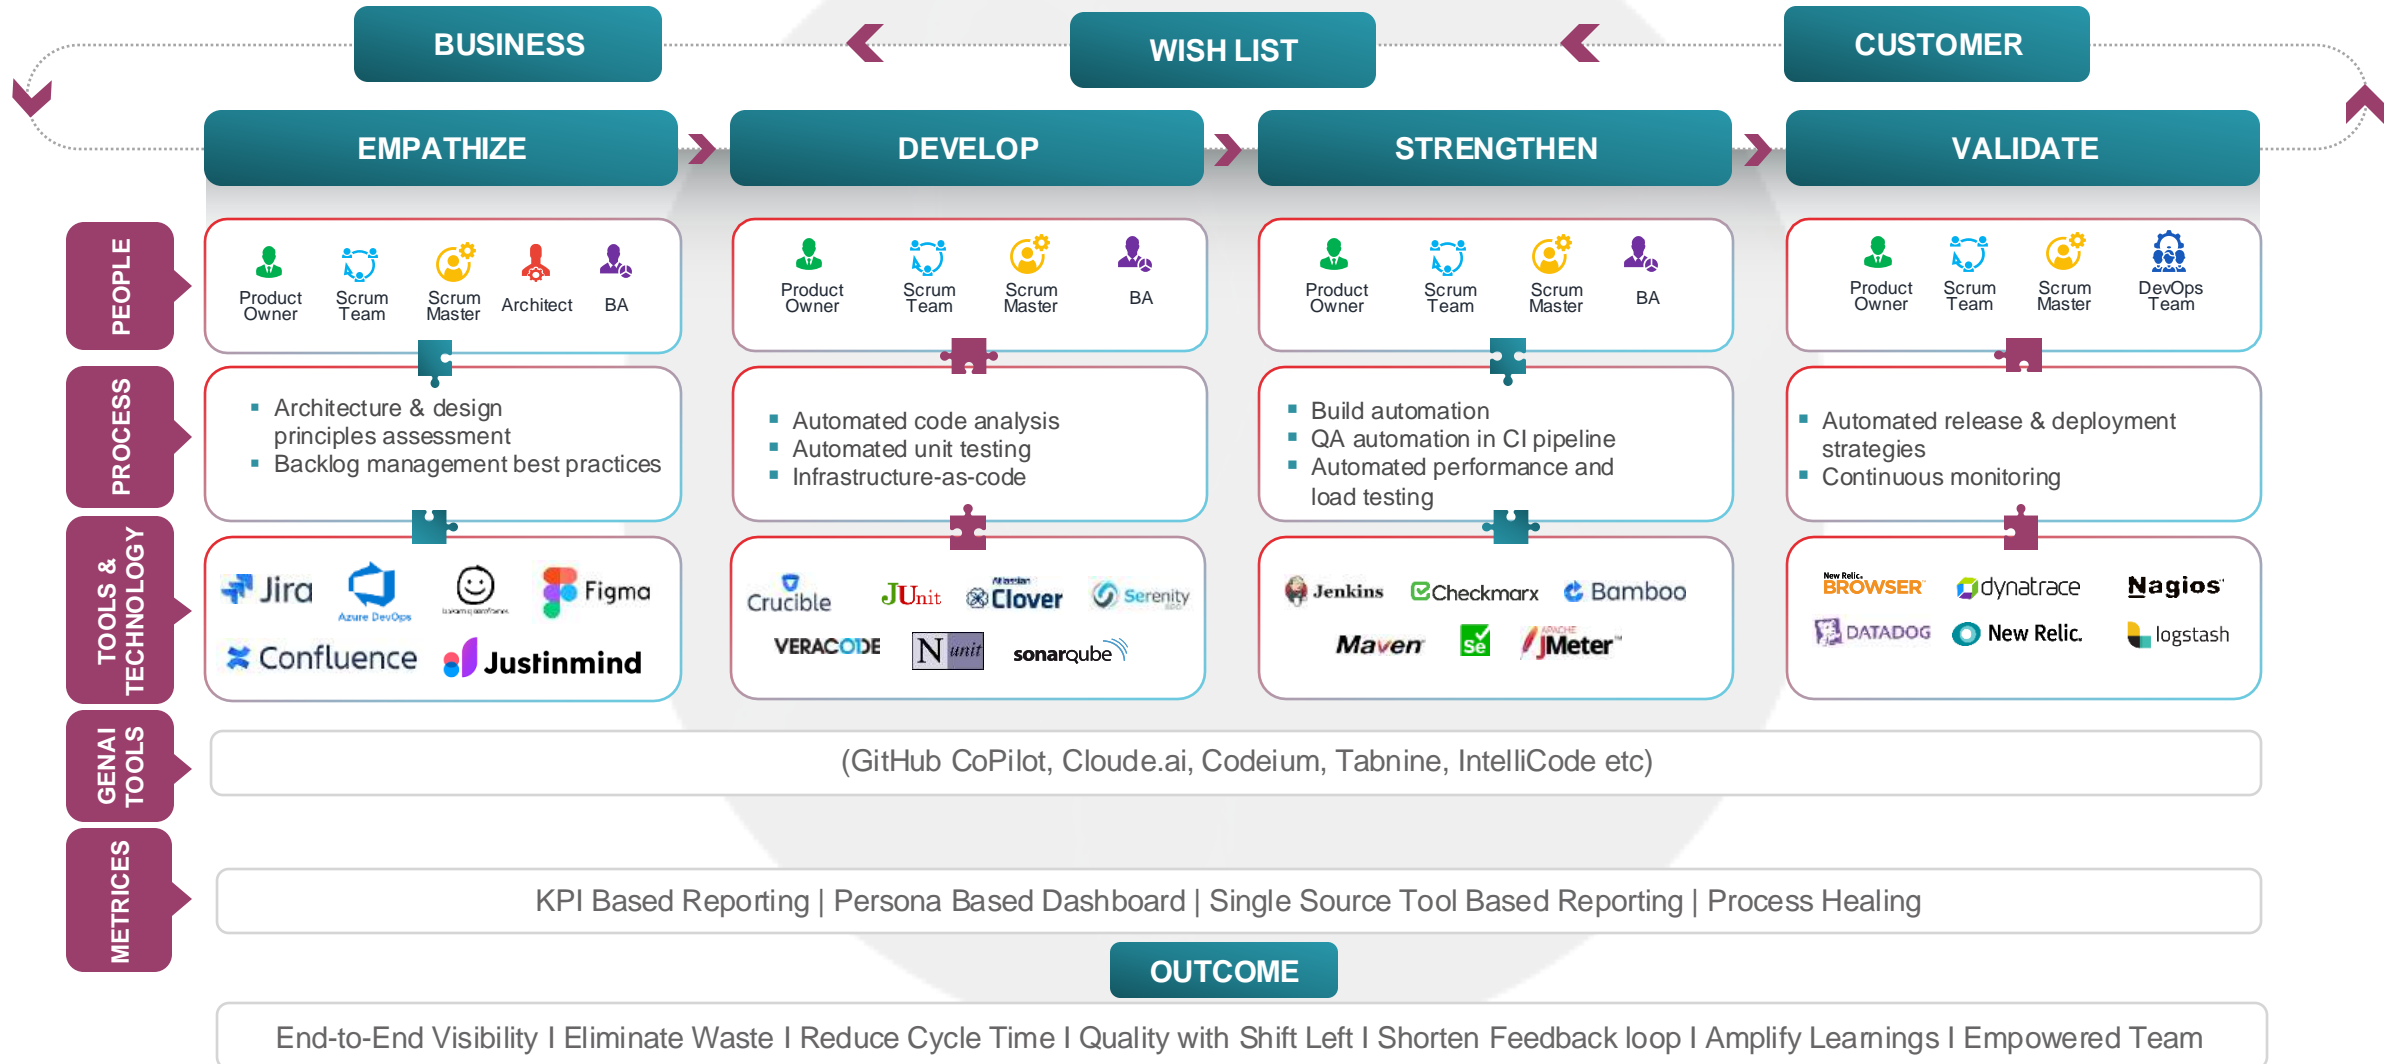 BUSINESS
WISH LIST
CUSTOMER
EMPATHIZE
DEVELOP
STRENGTHEN
VALIDATE
PEOPLE
Product
Owner
Scrum
Team
Scrum
Master
Architect
BA
Product
Owner
Scrum
Team
Scrum
Master
BA
Product
Owner
Scrum
Team
Scrum
Master
BA
Product
Owner
Scrum
Team
Scrum
Master
DevOps
Team
PROCESS
Architecture & design
principles assessment
Backlog management best practices
Automated code analysis
Automated unit testing
Infrastructure-as-code
Build automation
QA automation in CI pipeline
Automated performance and
load testing
Automated release & deployment
strategies
Continuous monitoring
TOOLS &
TECHNOLOGY
Jira
Azure DevOps
Figma
Confluence
Justinmind
Crucible
JUnit
Atlassian
Clover
Serenity
VERACODE
N unit
sonarqube
Jenkins
Checkmarx
Bamboo
Maven
Se
APACHE
JMeter™
New Relic.
BROWSER
dynatrace
Nagios
DATADOG
New Relic.
logstash
GENAI
TOOLS
(GitHub CoPilot, Cloude.ai, Codeium, Tabnine, IntelliCode etc)
METRICES
KPI Based Reporting | Persona Based Dashboard | Single Source Tool Based Reporting | Process Healing
OUTCOME
End-to-End Visibility I Eliminate Waste I Reduce Cycle Time I Quality with Shift Left I Shorten Feedback loop I Amplify Learnings I Empowered Team